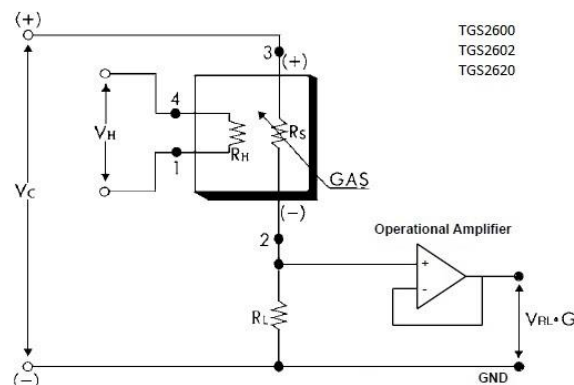 (+)
TGS2600
TGS2602
TGS2620
3
(+)
4
VH
RH
RS
1
GAS
VC
(−)
2
Operational Amplifier
+
-
RL
VRL•G
(−)
GND